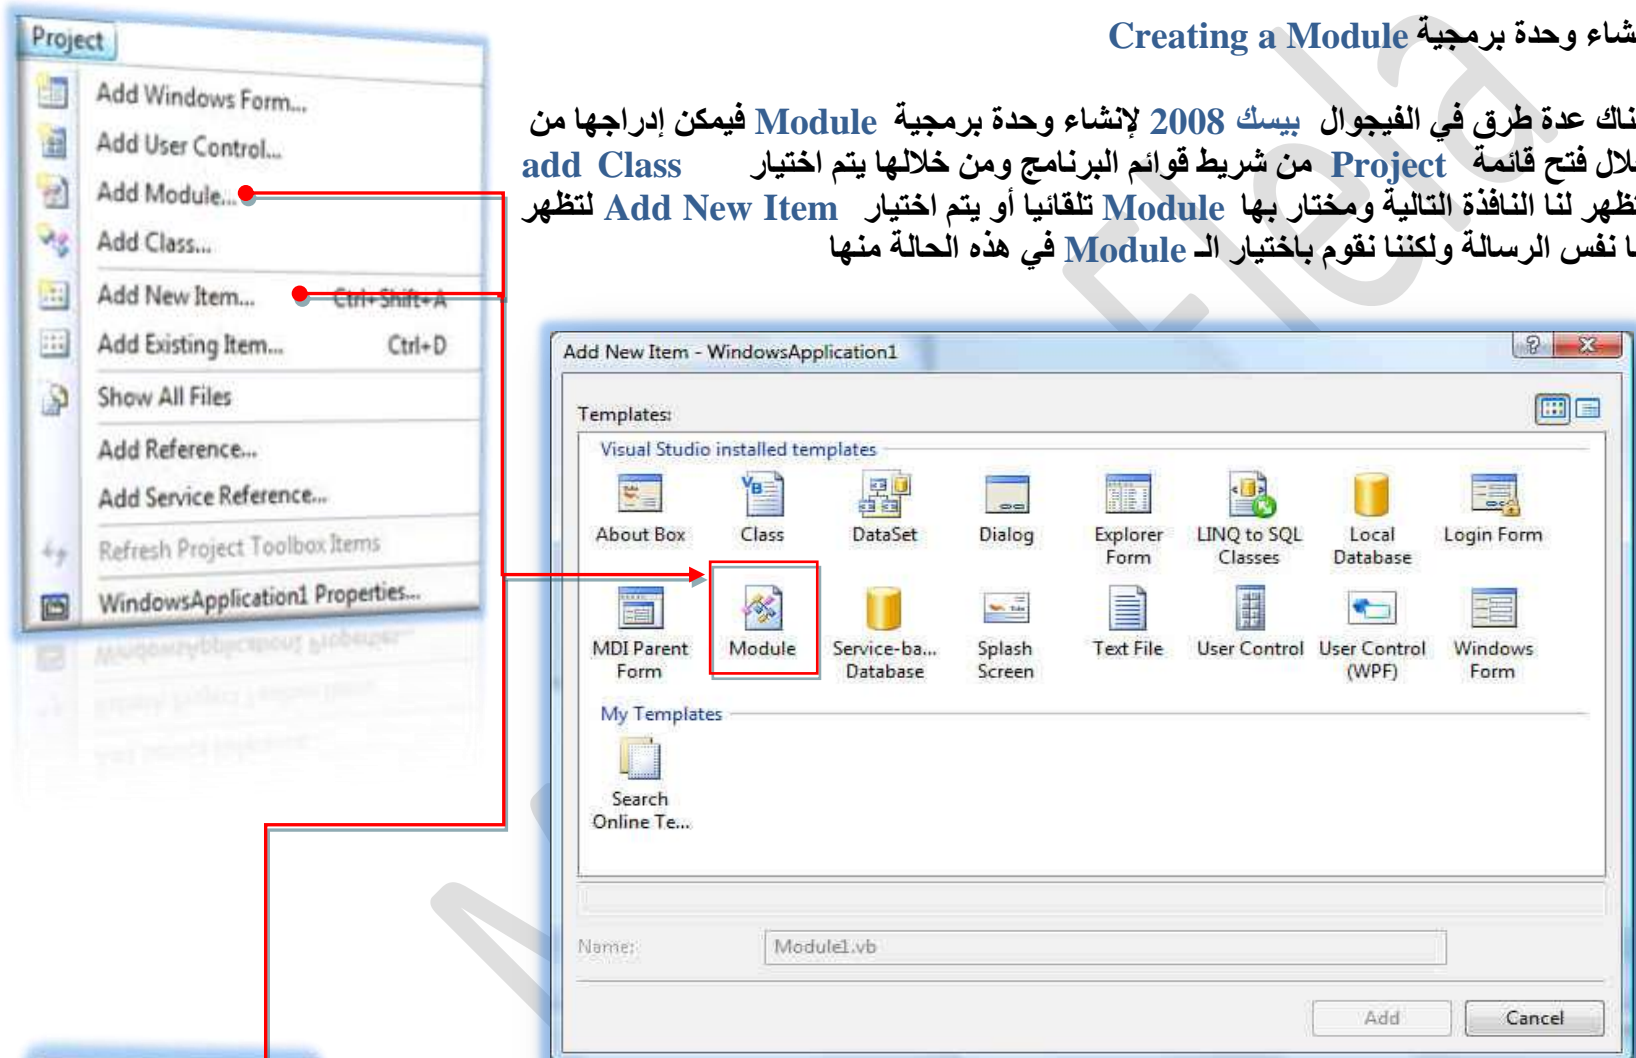 شاء وحدة برمجية Creating a Module
ناك عدة طرق في الفيجوال بيسك 2008 لإنشاء وحدة برمجية Module فيمكن إدراجها من
لال فتح قائمة Project من شريط قوائم البرنامج ومن خلالها يتم اختيار add Class
تظهر لنا النافذة التالية ومختار بها Module تلقائيا أو يتم اختيار Add New Item لتظهر
ا نفس الرسالة ولكننا نقوم باختيار الـ Module في هذه الحالة منها
Project
Add Windows Form...
Add User Control...
Add Module...
Add Class...
Add New Item... Ctrl+Shift+A
Add Existing Item... Ctrl+D
Show All Files
Add Reference...
Add Service Reference...
Refresh Project Toolbox Items
WindowsApplication1 Properties...
Add New Item - WindowsApplication1
Templates:
Visual Studio installed templates
About Box Class DataSet Dialog Explorer Form LINQ to SQL Classes Local Database Login Form
MDI Parent Form Module Service-ba... Database Splash Screen Text File User Control User Control (WPF) Windows Form
My Templates
Search Online Te...
Name: Module1.vb
Add Cancel